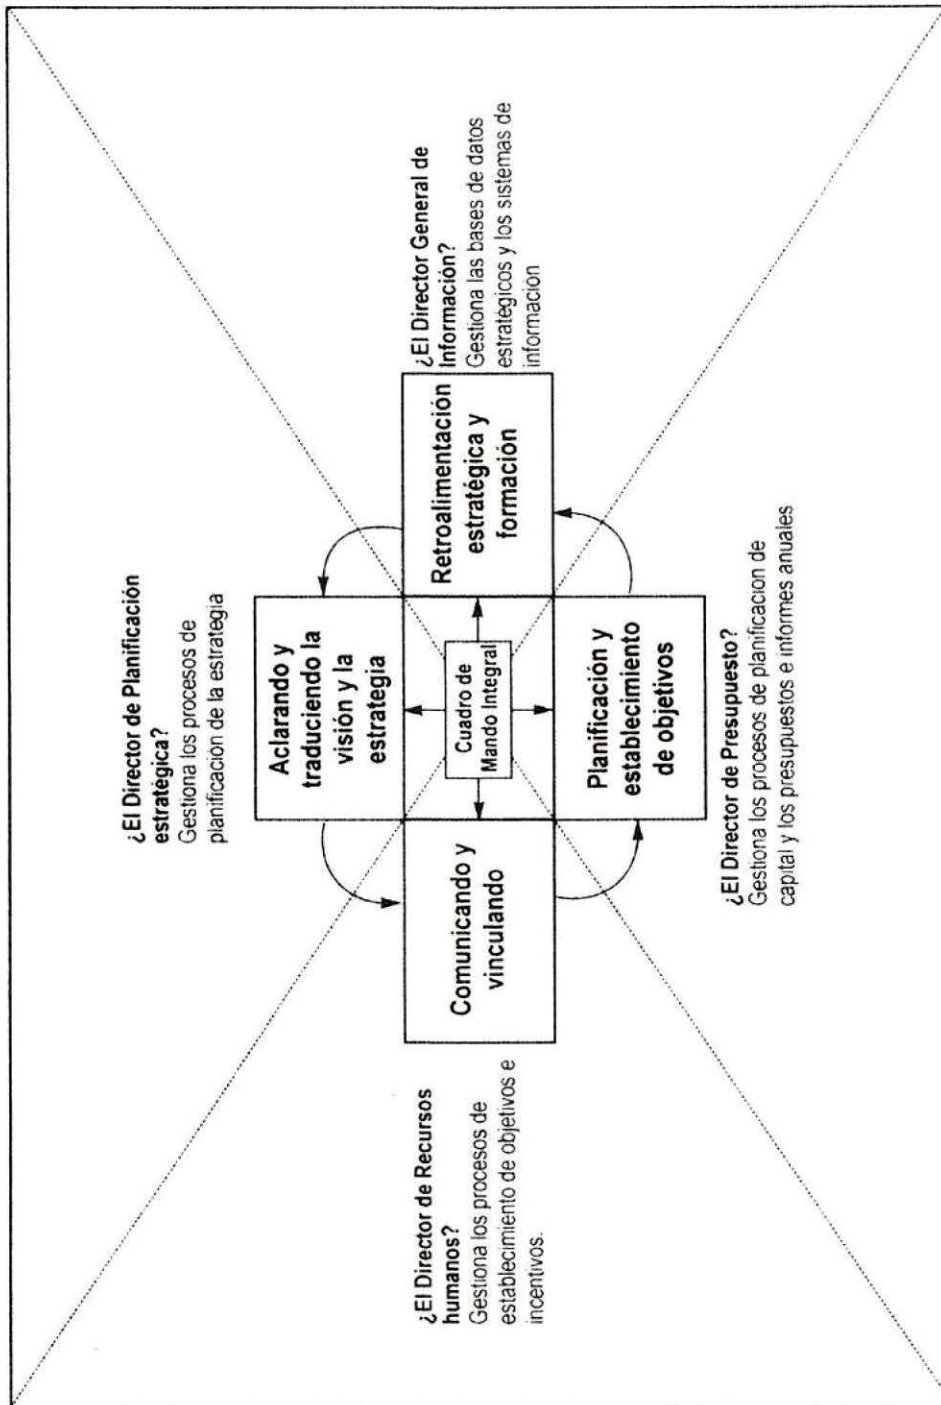 ¿El Director de Planificación
estratégica?
Gestiona los procesos de
planificacion de la estrategia
Aclarando y
traduciendo la
visión y la
estrategia
¿El Director de Recursos
humanos?
Gestiona los procesos de
establecimiento de objetivos e
incentivos.
Comunicando y
vinculando
Cuadro de
Mando Integral
Retroalimentación
estratégica y
formación
¿El Director General de
Información?
Gestiona las bases de datos
estratégicos y los sistemas de
información
Planificación y
establecimiento
de objetivos
¿El Director de Presupuesto?
Gestiona los procesos de planificacion de
capital y los presupuestos e informes anuales